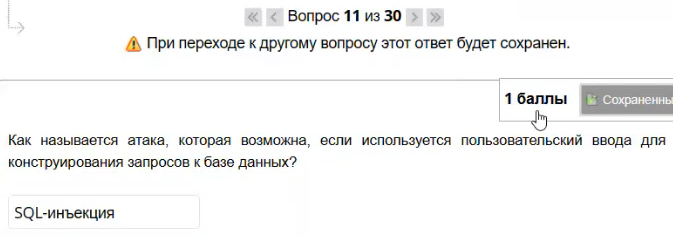 Вопрос 11 из 30
При переходе к другому вопросу этот ответ будет сохранен.
1 баллы
Сохраненны
Как называется атака, которая возможна, если используется пользовательский ввода для
конструирования запросов к базе данных?
SQL-инъекция